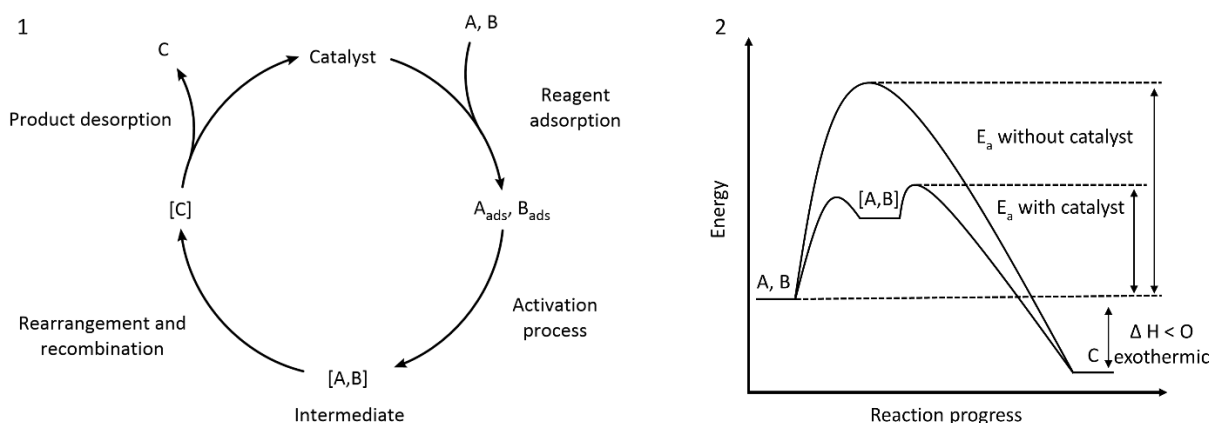 1
A, B
C
Catalyst
Reagent
adsorption
Product desorption
[C]
Aads, Bads
Activation
process
Rearrangement and
recombination
[A,B]
Intermediate
2
Energy
Ea without catalyst
[A,B]
Ea with catalyst
A, B
Δ H < O
C exothermic
Reaction progress